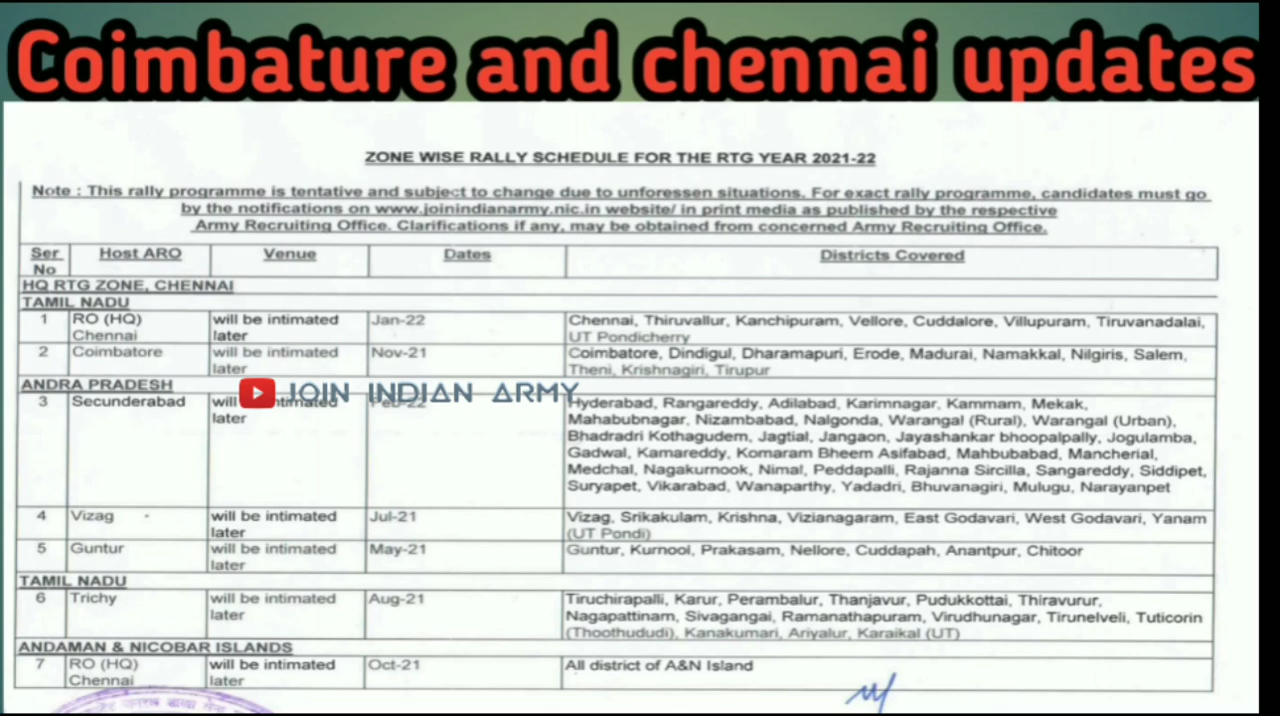 Coimbature and chennai updates
ZONE WISE RALLY SCHEDULE FOR THE RTG YEAR 2021-22
Note : This rally programme is tentative and subject to change due to unforessen situations. For exact rally programme, candidates must go
by the notifications on www.joinindianarmy.nic.in website/ in print media as published by the respective
Army Recruiting Office. Clarifications if any, may be obtained from concerned Army Recruiting Office.
Ser No Host ARO Venue Dates Districts Covered
HQ RTG ZONE, CHENNAI
TAMIL NADU
1 RO (HQ) will be intimated Jan-22 Chennai, Thiruvallur, Kanchipuram, Vellore, Cuddalore, Villupuram, Tiruvanadalai,
Chennai later UT Pondicherry
2 Coimbatore will be intimated Nov-21 Coimbatore, Dindigul, Dharamapuri, Erode, Madurai, Namakkal, Nilgiris, Salem,
later Theni, Krishnagiri, Tirupur
ANDRA PRADESH
JOIN INDIAN ARMY
3 Secunderabad will intimated Feb-22 Hyderabad, Rangareddy, Adilabad, Karimnagar, Kammam, Mekak,
later Mahabubnagar, Nizambabad, Nalgonda, Warangal (Rural), Warangal (Urban),
Bhadradri Kothagudem, Jagtial, Jangaon, Jayashankar bhoopalpally, Jogulamba,
Gadwal, Kamareddy, Komaram Bheem Asifabad, Mahbubabad, Mancherial,
Medchal, Nagakurnook, Nimal, Peddapalli, Rajanna Sircilla, Sangareddy, Siddipet,
Suryapet, Vikarabad, Wanaparthy, Yadadri, Bhuvanagiri, Mulugu, Narayanpet
4 Vizag will be intimated Jul-21 Vizag, Srikakulam, Krishna, Vizianagaram, East Godavari, West Godavari, Yanam
later (UT Pondi)
5 Guntur will be intimated May-21 Guntur, Kurnool, Prakasam, Nellore, Cuddapah, Anantpur, Chitoor
later
TAMIL NADU
6 Trichy will be intimated Aug-21 Tiruchirapalli, Karur, Perambalur, Thanjavur, Pudukkottai, Thiravurur,
later Nagapattinam, Sivagangai, Ramanathapuram, Virudhunagar, Tirunelveli, Tuticorin
(Thoothududi), Kanakumari, Ariyalur, Karaikal (UT)
ANDAMAN & NICOBAR ISLANDS
7 RO (HQ) will be intimated Oct-21 All district of A&N Island
Chennai later